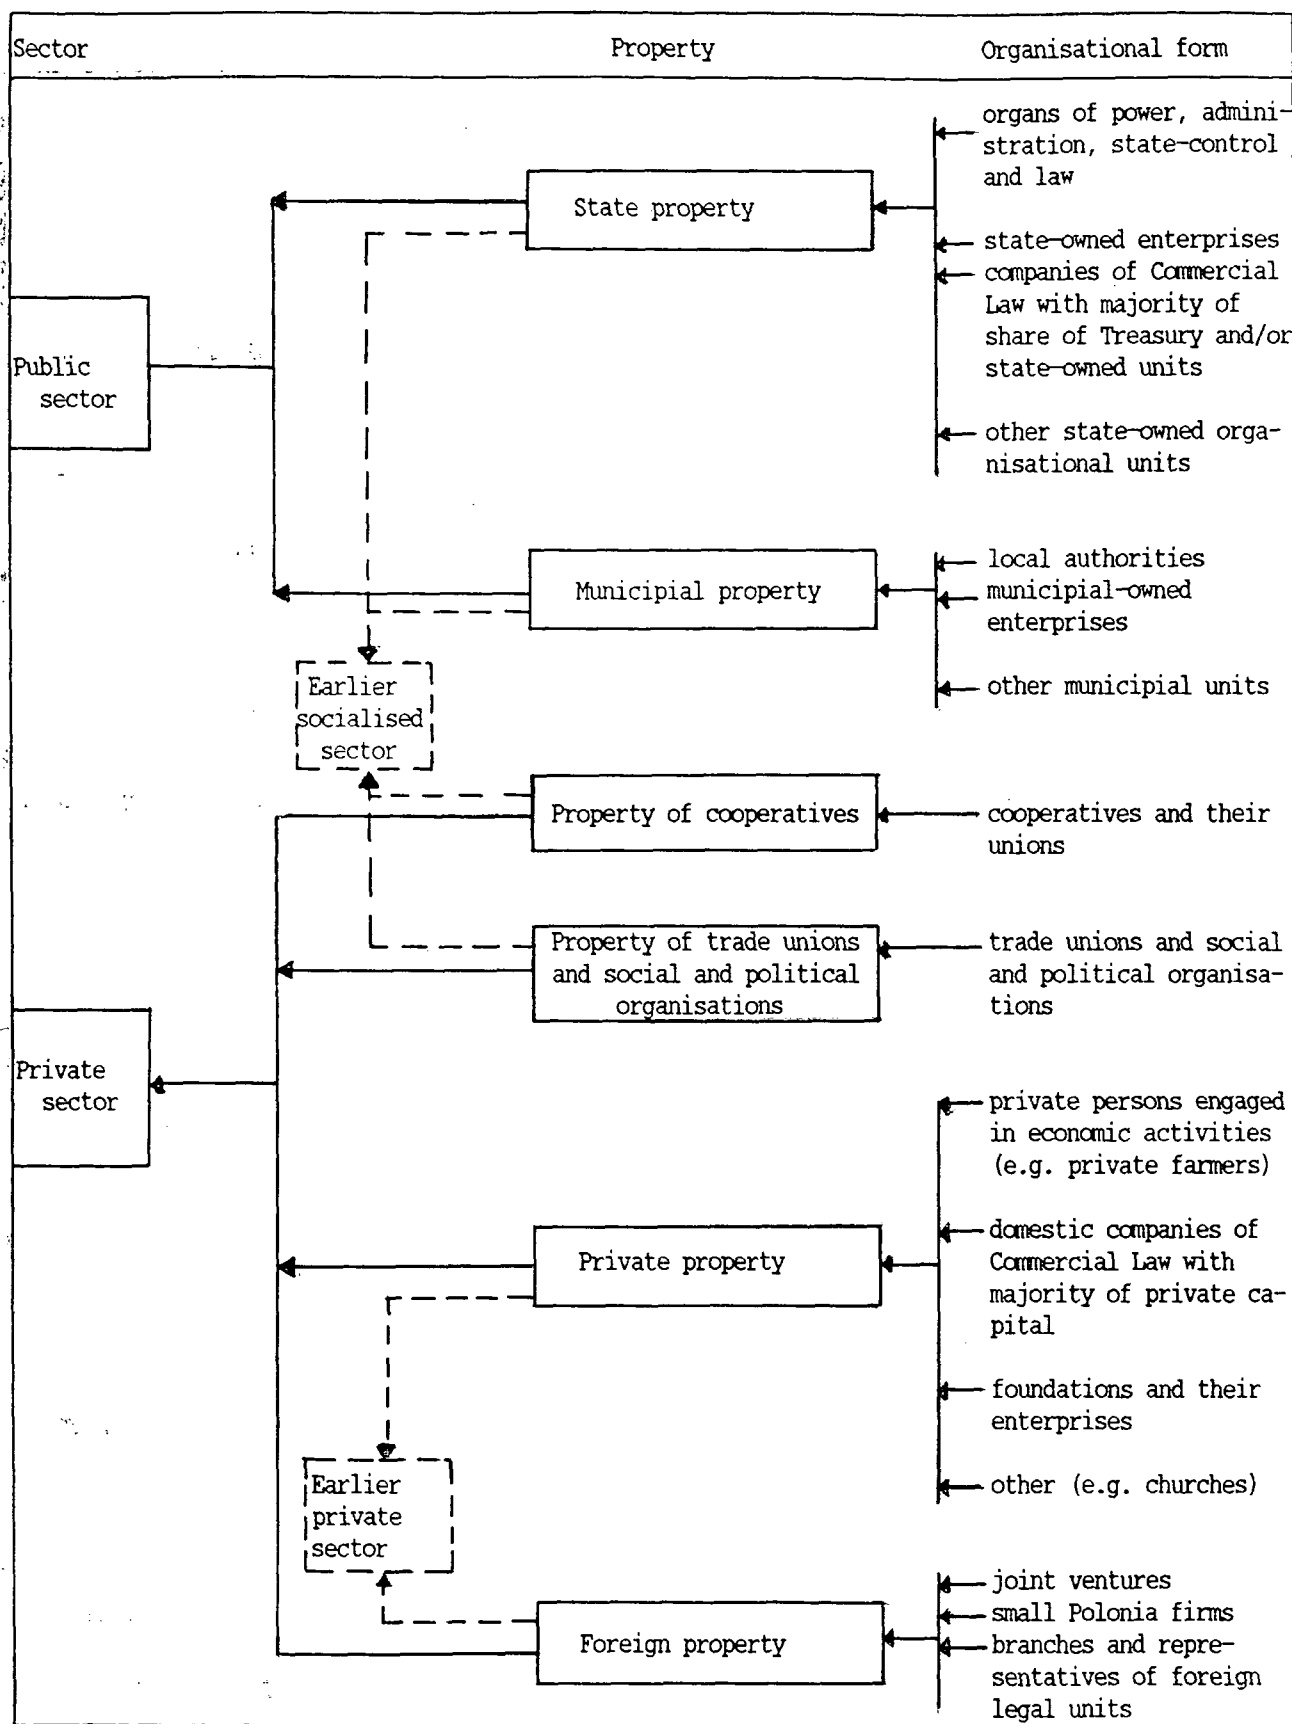 Sector Property Organisational form
organs of power, admini-
stration, state-control
and law
State property
state-owned enterprises
companies of Commercial
Law with majority of
share of Treasury and/or
state-owned units
Public
sector
other state-owned orga-
nisational units
local authorities
Municipial property
municipial-owned
enterprises
other municipial units
Earlier
socialised
sector
Property of cooperatives
cooperatives and their
unions
Property of trade unions
and social and political
organisations
trade unions and social
and political organisa-
tions
Private
sector
private persons engaged
in economic activities
(e.g. private farmers)
Private property
domestic companies of
Commercial Law with
majority of private ca-
pital
foundations and their
enterprises
Earlier
private
sector
other (e.g. churches)
Foreign property
joint ventures
small Polonia firms
branches and repre-
sentatives of foreign
legal units